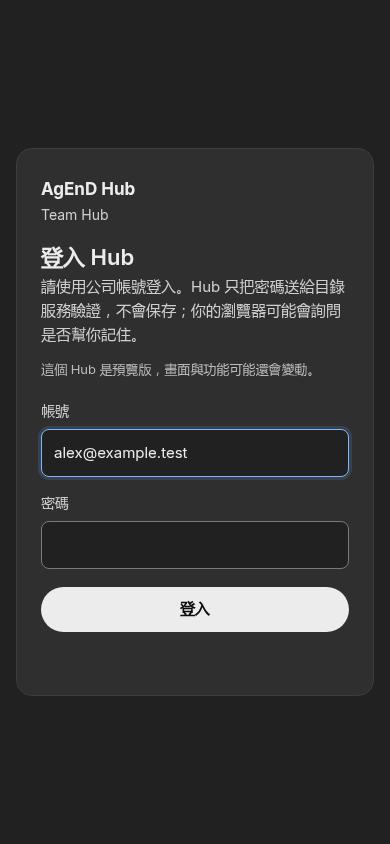 AgEnD Hub
Team Hub
登入 Hub
請使用公司帳號登入。Hub 只把密碼送給目錄
服務驗證，不會保存；你的瀏覽器可能會詢問
是否幫你記住。
這個 Hub 是預覽版，畫面與功能可能還會變動。
帳號
alex@example.test
密碼
登入